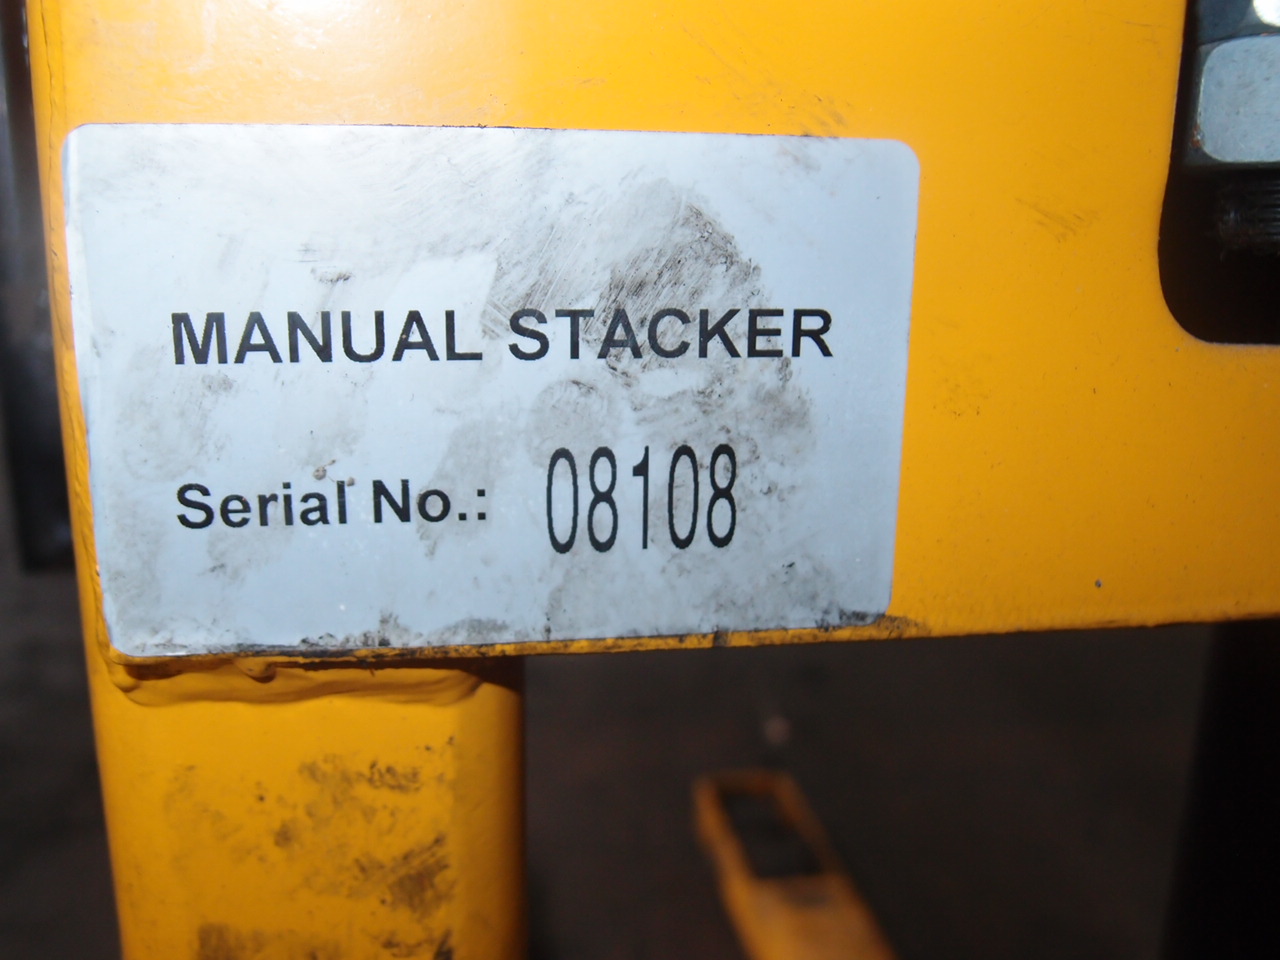 MANUAL STACKER
Serial No.: 08108